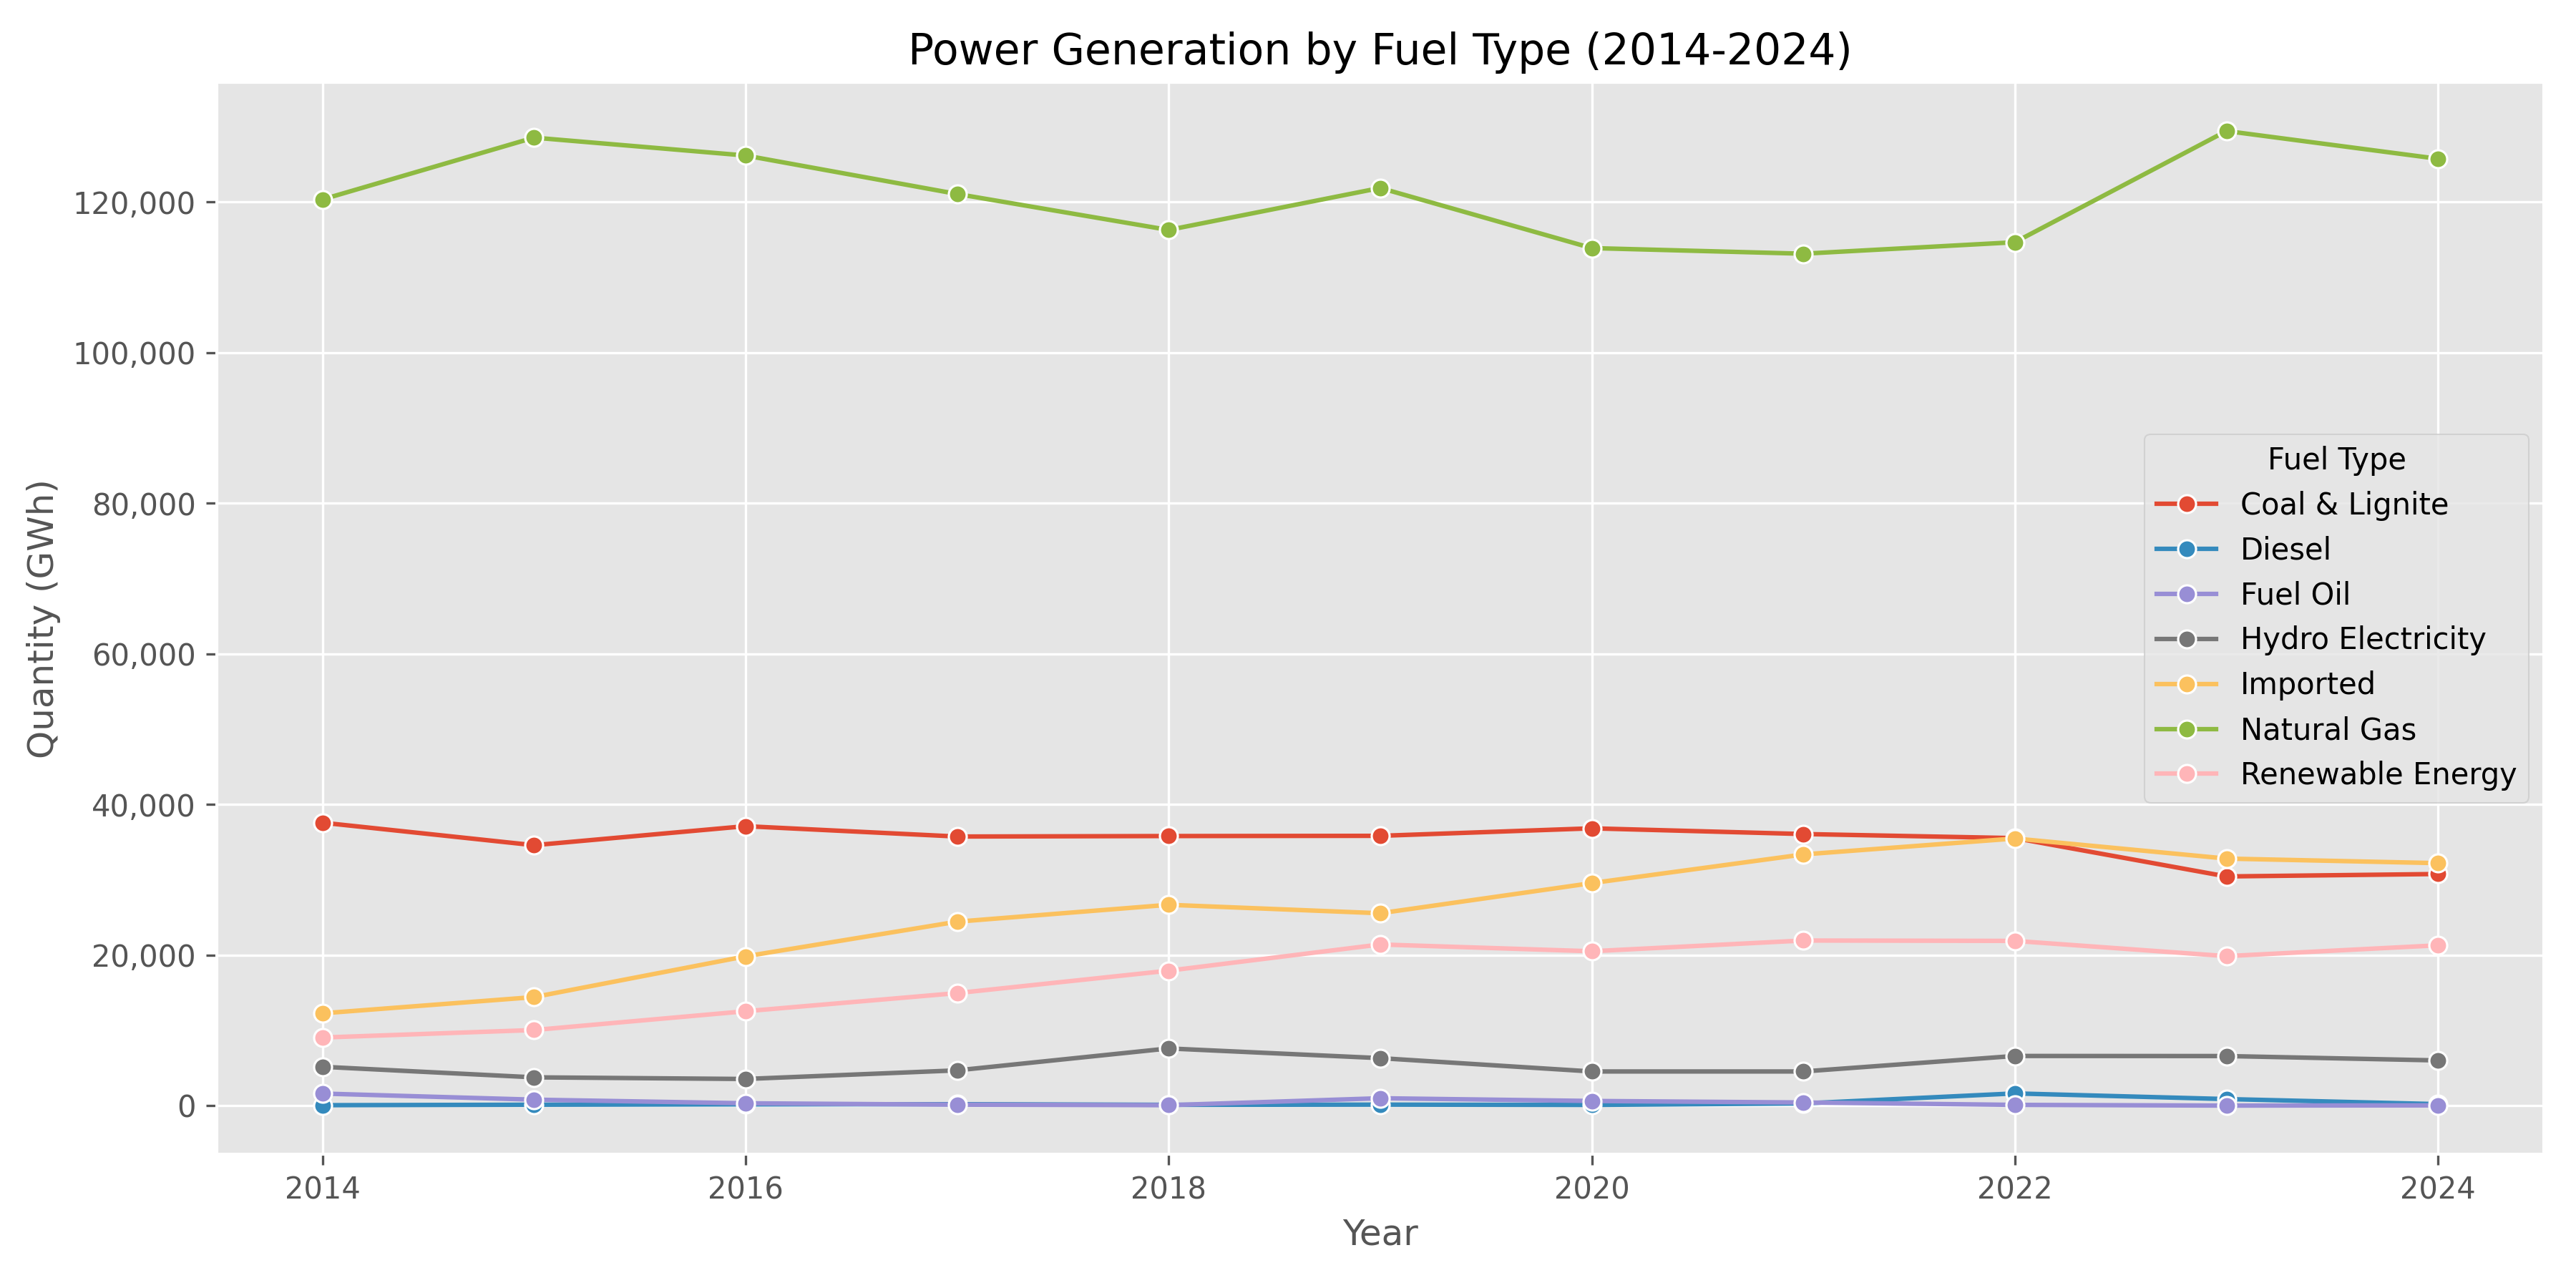 Power Generation by Fuel Type (2014-2024)
Quantity (GWh)
120,000
100,000
80,000
60,000
40,000
20,000
0
Fuel Type
Coal & Lignite
Diesel
Fuel Oil
Hydro Electricity
Imported
Natural Gas
Renewable Energy
2014 2016 2018 2020 2022 2024
Year